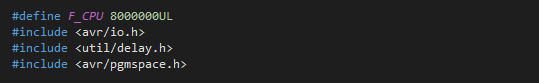 #define F_CPU 8000000UL
#include <avr/io.h>
#include <util/delay.h>
#include <avr/pgmspace.h>